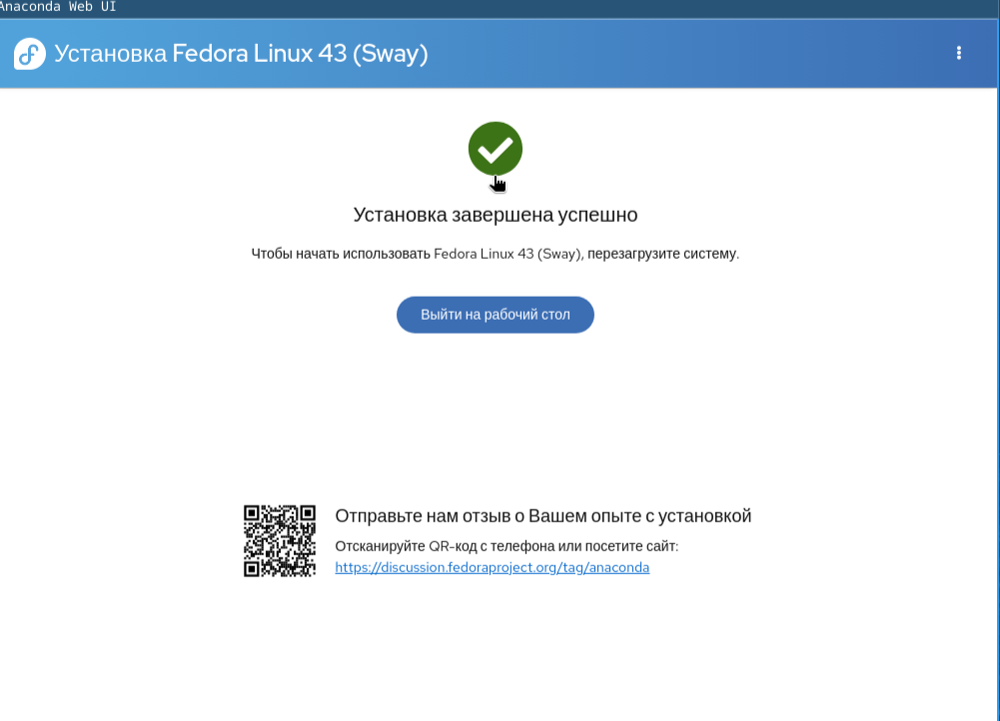 Anaconda Web UI
Установка Fedora Linux 43 (Sway)
Установка завершена успешно
Чтобы начать использовать Fedora Linux 43 (Sway), перезагрузите систему.
Выйти на рабочий стол
Отправьте нам отзыв о Вашем опыте с установкой
Отсканируйте QR-код с телефона или посетите сайт:
https://discussion.fedoraproject.org/tag/anaconda